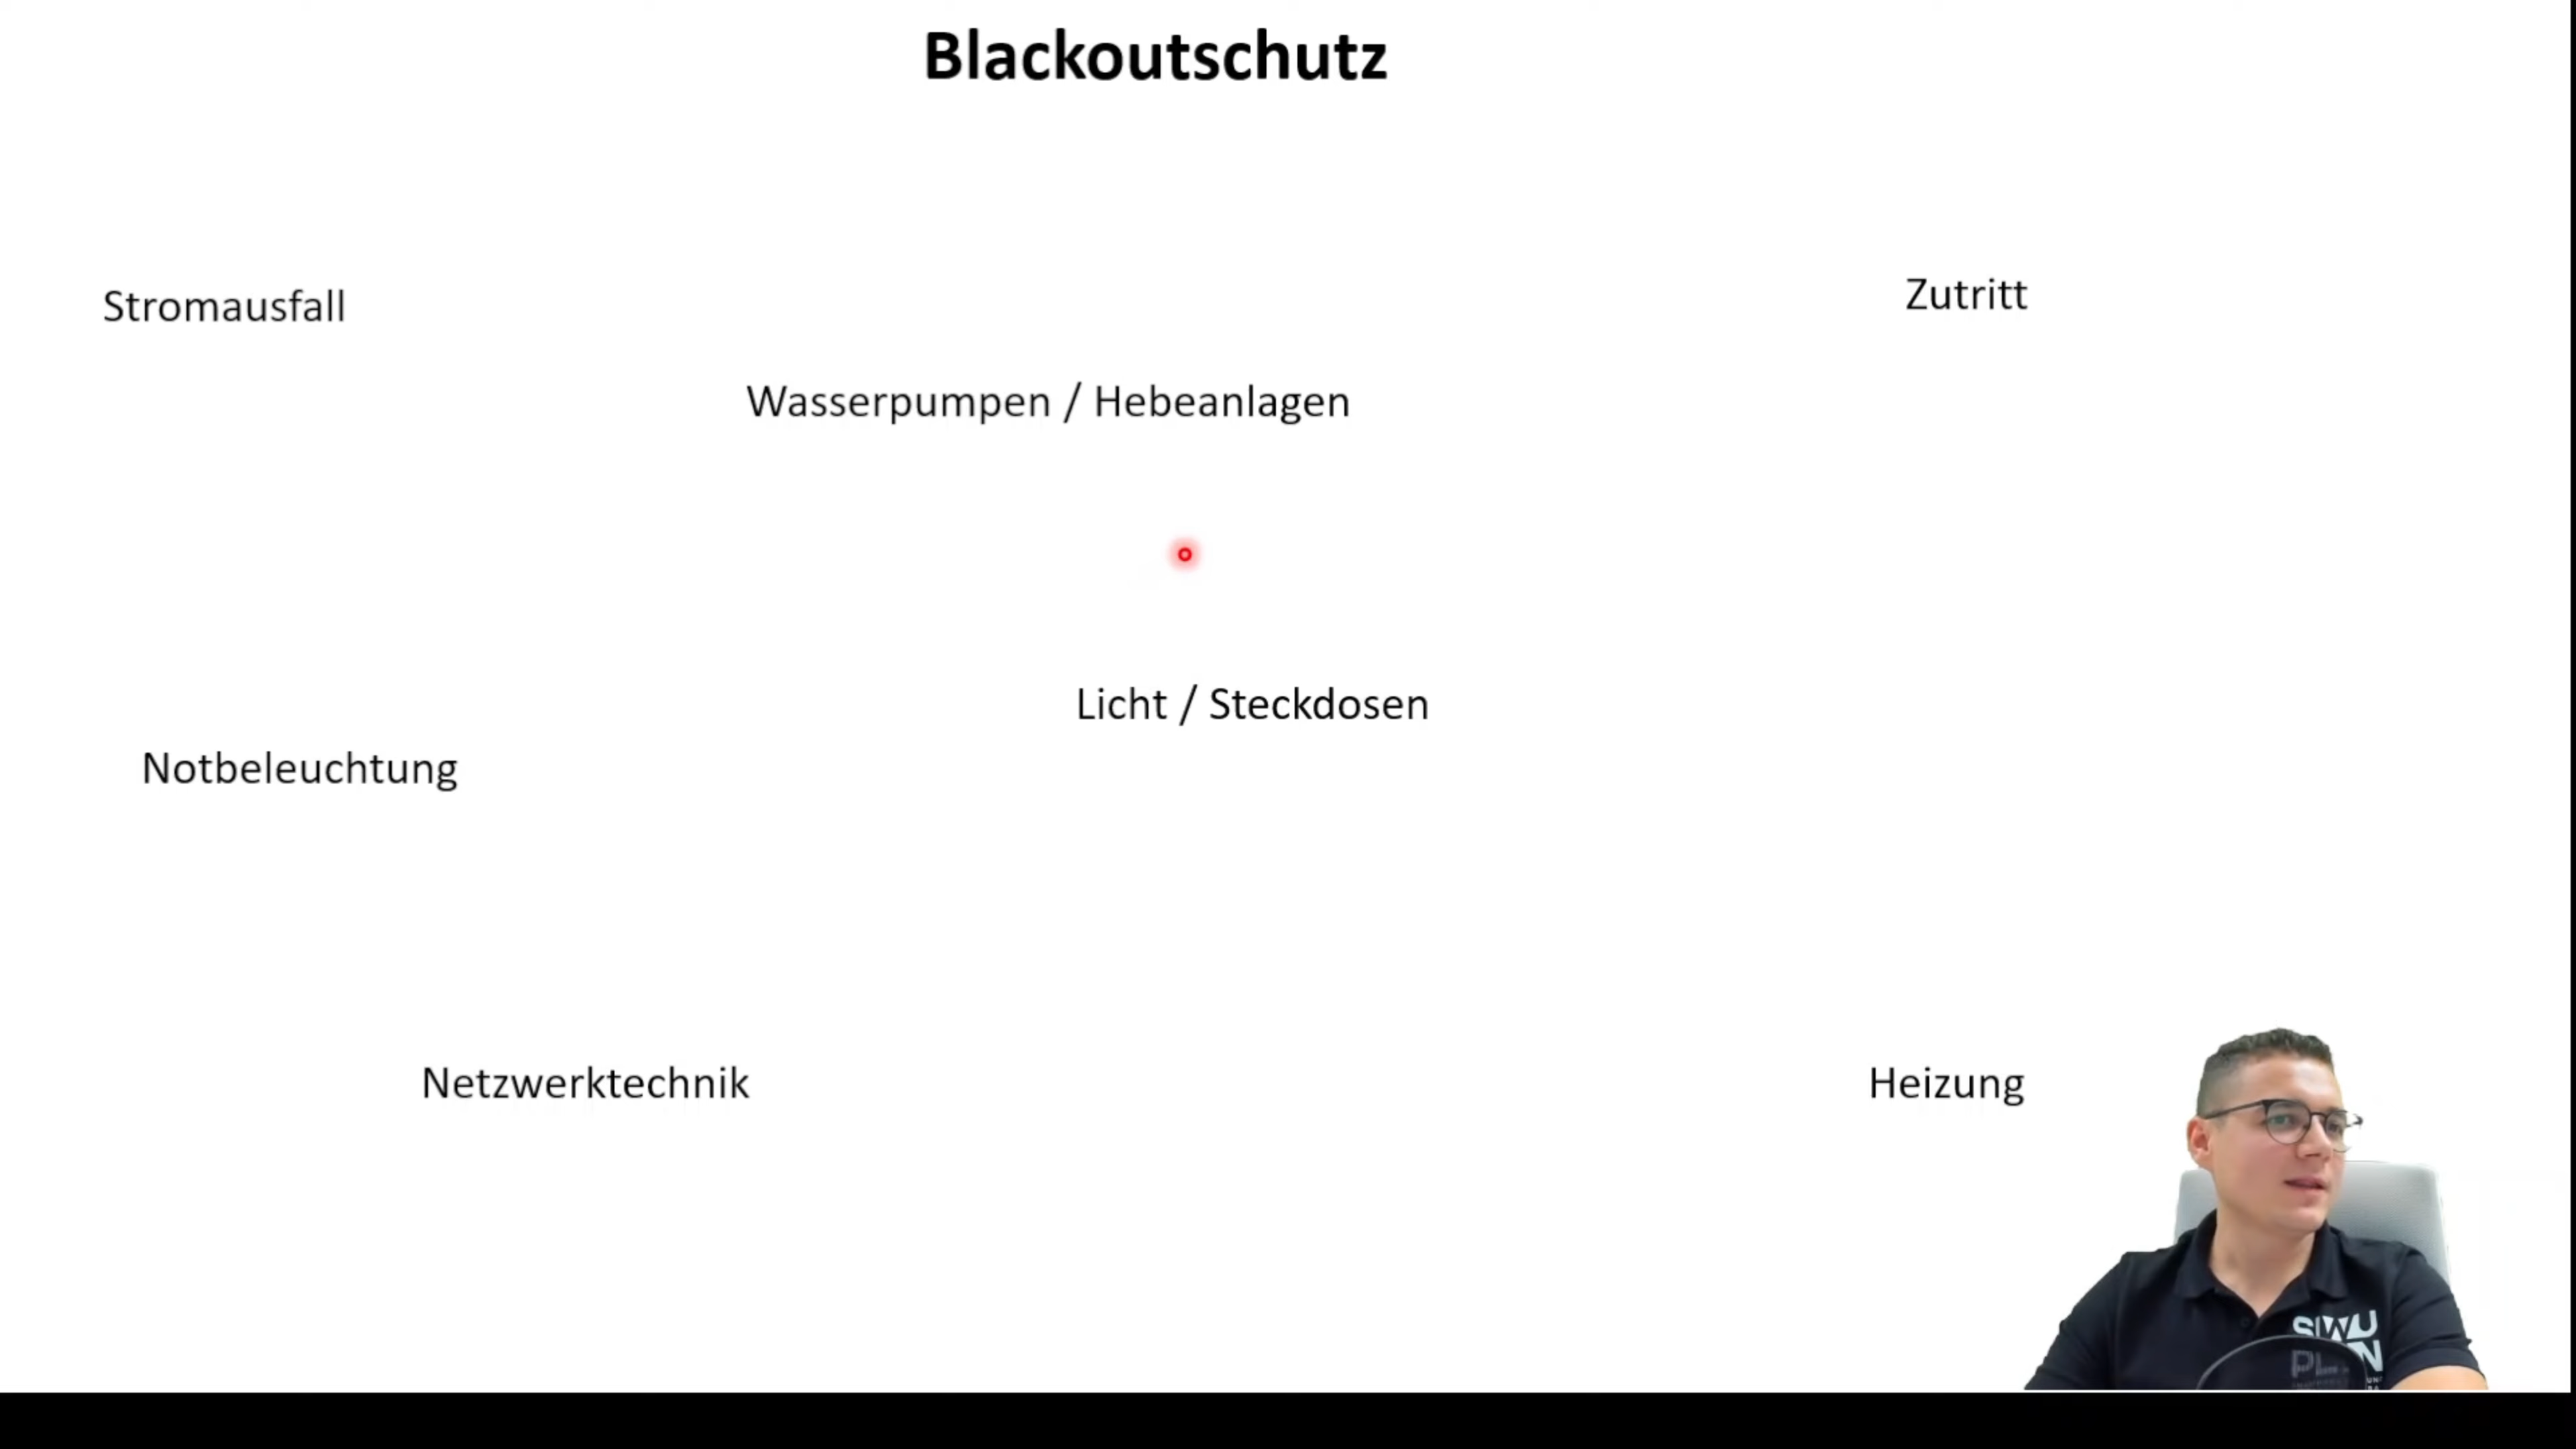 Blackoutschutz
Stromausfall
Zutritt
Wasserpumpen / Hebeanlagen
Licht / Steckdosen
Notbeleuchtung
Netzwerktechnik
Heizung